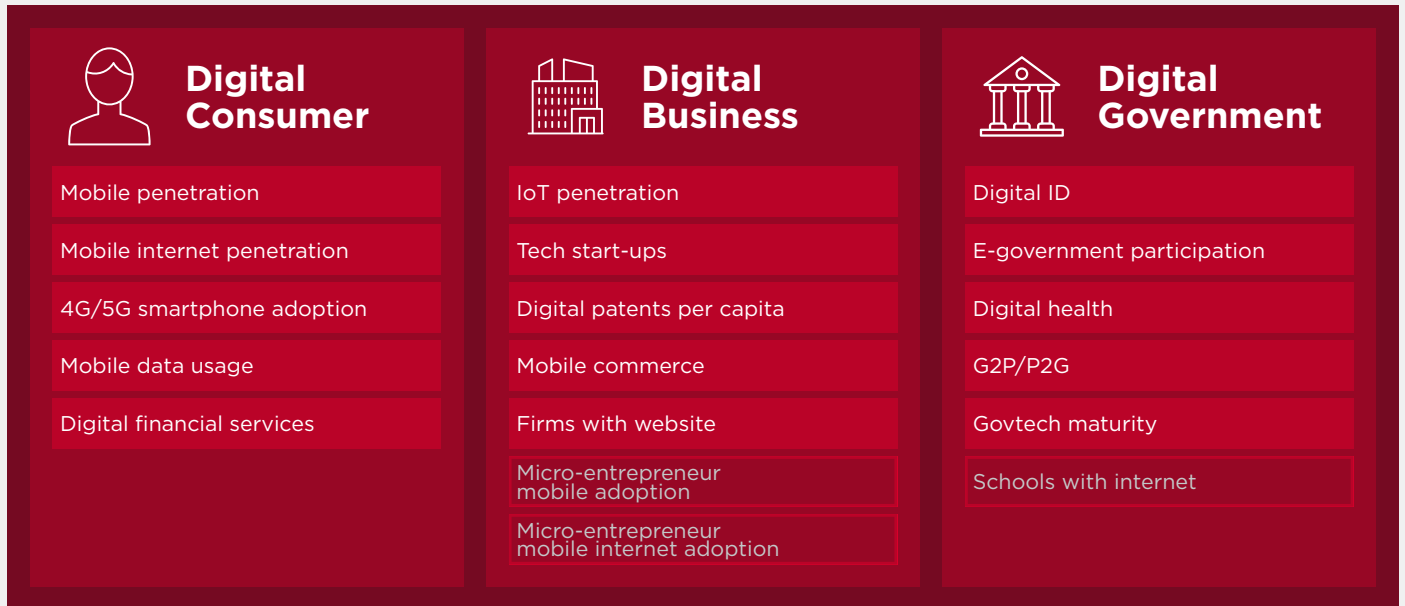 Digital
Consumer
Mobile penetration
Mobile internet penetration
4G/5G smartphone adoption
Mobile data usage
Digital financial services
Digital
Business
IoT penetration
Tech start-ups
Digital patents per capita
Mobile commerce
Firms with website
Micro-entrepreneur
mobile adoption
Micro-entrepreneur
mobile internet adoption
Digital
Government
Digital ID
E-government participation
Digital health
G2P/P2G
Govtech maturity
Schools with internet